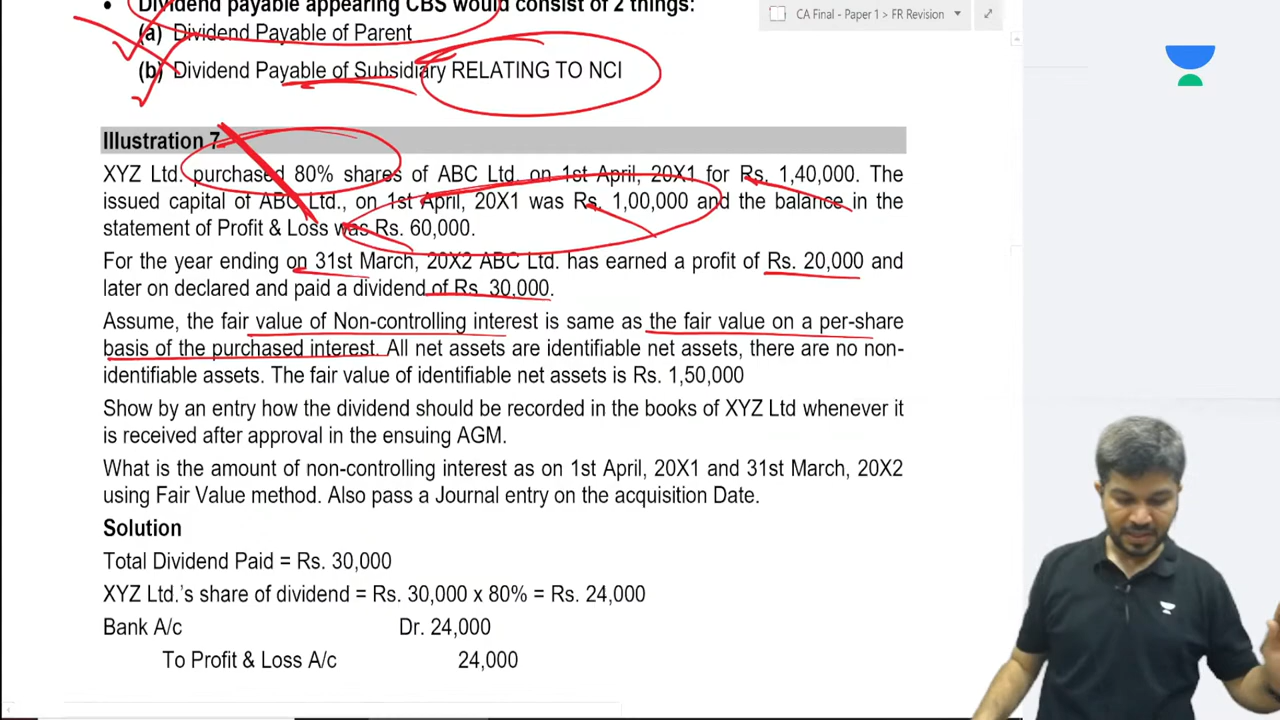 • Dividend payable appearing CBS would consist of 2 things:
CA Final - Paper 1 > FR Revision
(a) Dividend Payable of Parent
(b) Dividend Payable of Subsidiary RELATING TO NCI
Illustration 7
XYZ Ltd. purchased 80% shares of ABC Ltd. on 1st April, 20X1 for Rs. 1,40,000. The
issued capital of ABC Ltd., on 1st April, 20X1 was Rs. 1,00,000 and the balance in the
statement of Profit & Loss was Rs. 60,000.
For the year ending on 31st March, 20X2 ABC Ltd. has earned a profit of Rs. 20,000 and
later on declared and paid a dividend of Rs. 30,000.
Assume, the fair value of Non-controlling interest is same as the fair value on a per-share
basis of the purchased interest. All net assets are identifiable net assets, there are no non-
identifiable assets. The fair value of identifiable net assets is Rs. 1,50,000
Show by an entry how the dividend should be recorded in the books of XYZ Ltd whenever it
is received after approval in the ensuing AGM.
What is the amount of non-controlling interest as on 1st April, 20X1 and 31st March, 20X2
using Fair Value method. Also pass a Journal entry on the acquisition Date.
Solution
Total Dividend Paid = Rs. 30,000
XYZ Ltd.'s share of dividend = Rs. 30,000 x 80% = Rs. 24,000
Bank A/c Dr. 24,000
To Profit & Loss A/c 24,000